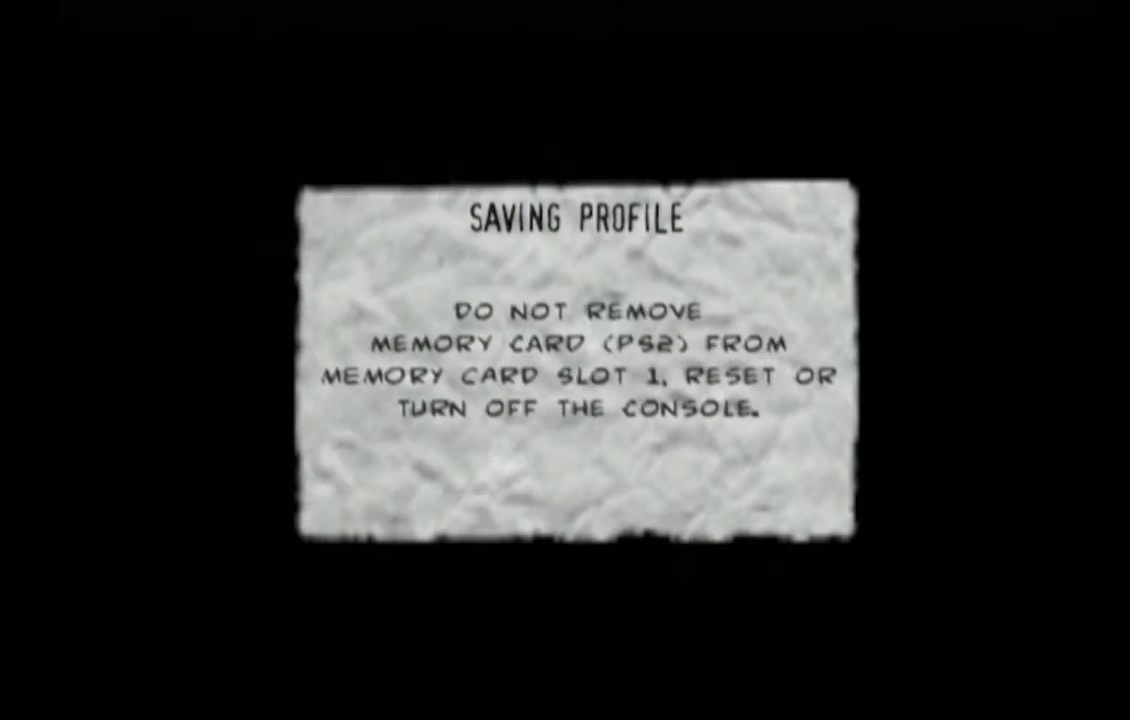 SAVING PROFILE
DO NOT REMOVE
MEMORY CARD (PS2) FROM
MEMORY CARD SLOT 1, RESET OR
TURN OFF THE CONSOLE.